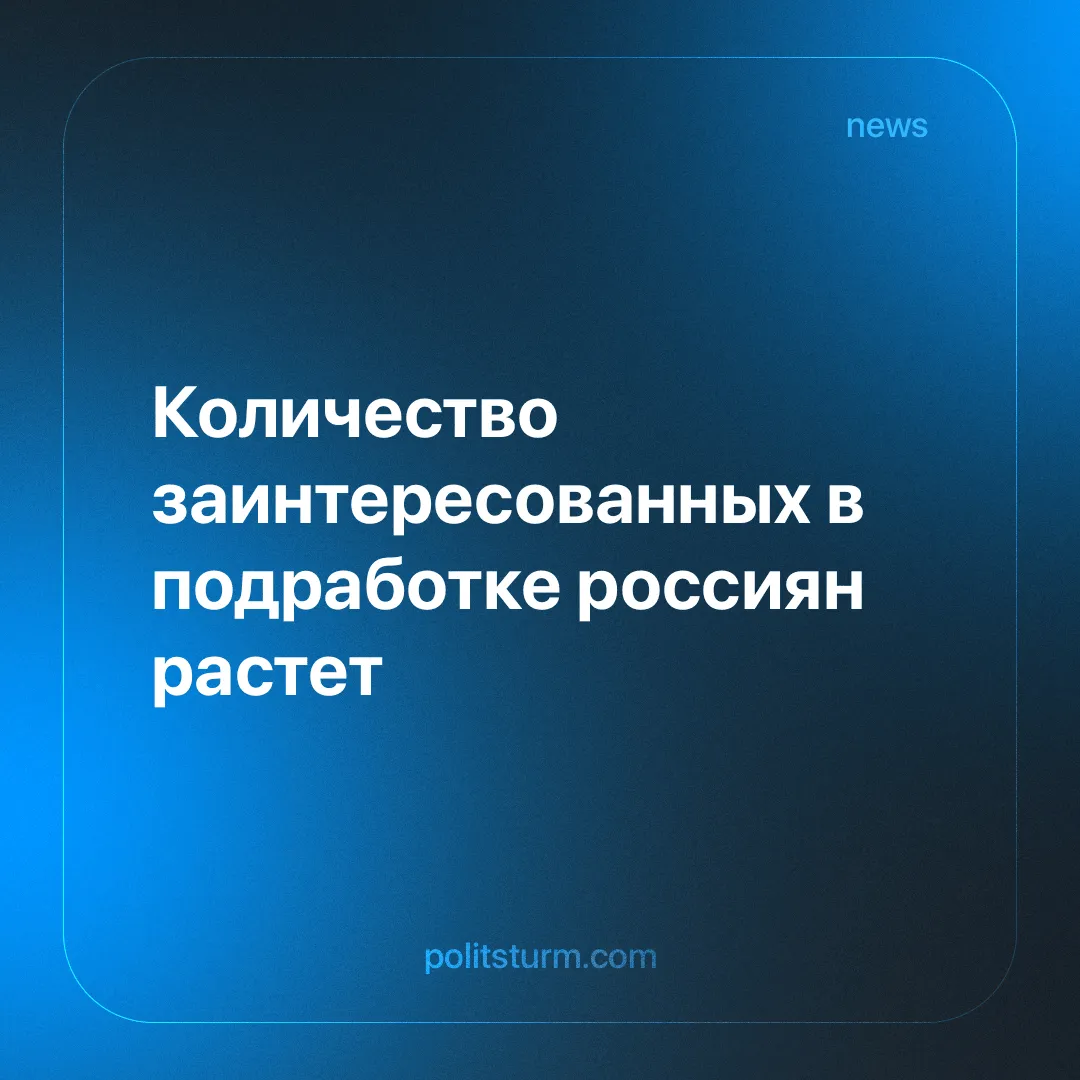 news
Количество
заинтересованных в
подработке россиян
растет
politsturm.com